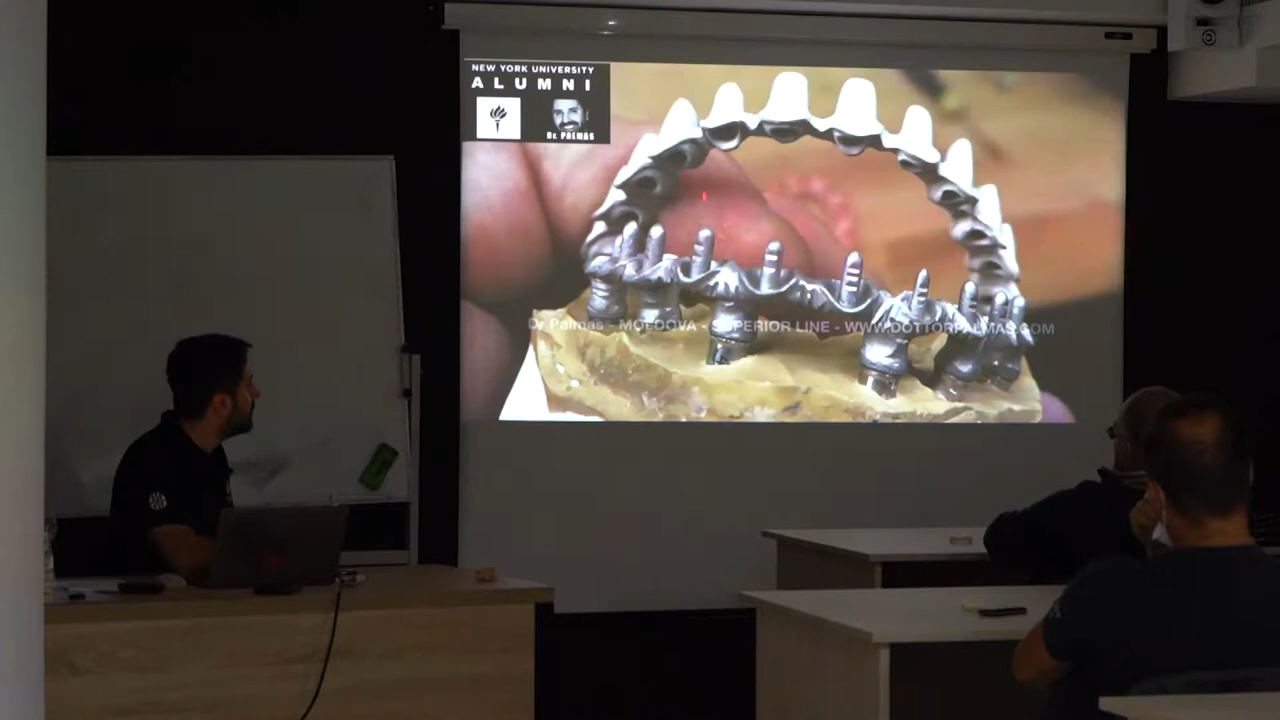 NEW YORK UNIVERSITY
ALUMNI
Dr. PALMAS
Dr Palmas - MOLDOVA - SUPERIOR LINE - WWW.DOTTORPALMAS.COM